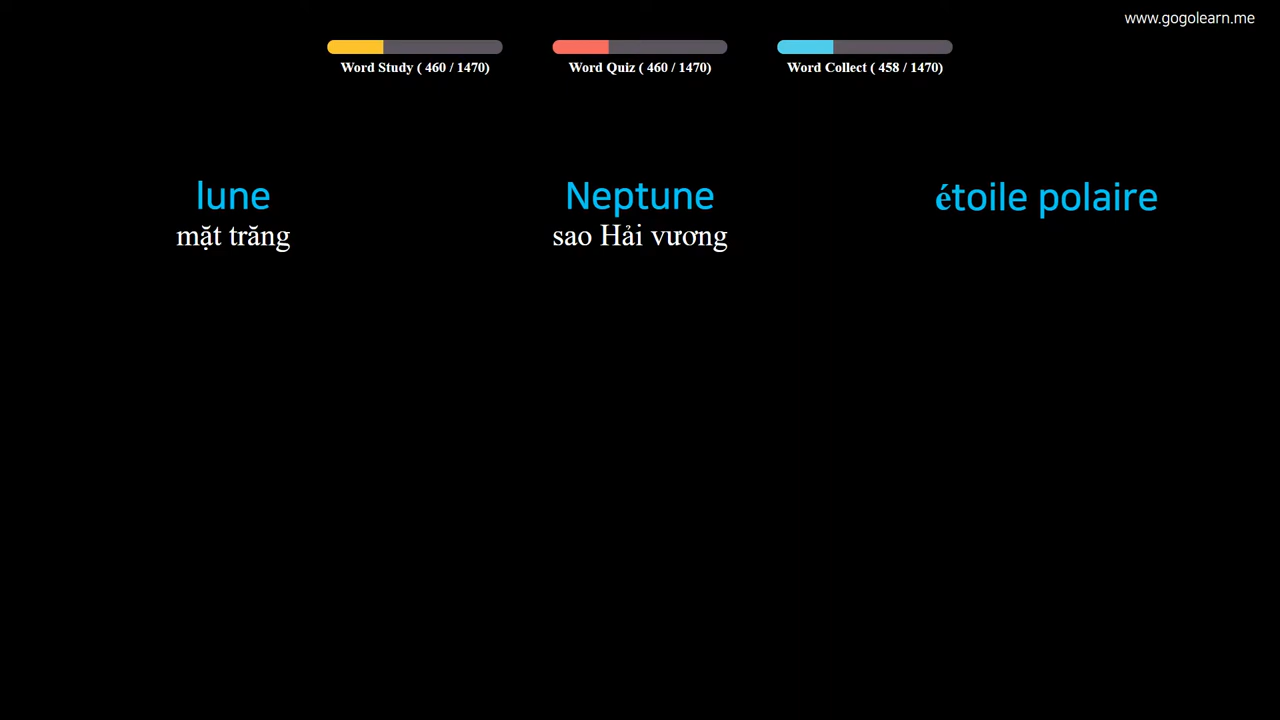 www.gogolearn.me
Word Study ( 460 / 1470)
Word Quiz ( 460 / 1470)
Word Collect ( 458 / 1470)
lune
mặt trăng
Neptune
sao Hải vương
étoile polaire